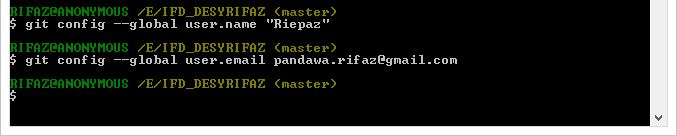 RIFAZ@ANONYMOUS /E/IFD_DESYRIFAZ (master)
$ git config --global user.name "Riepaz"
RIFAZ@ANONYMOUS /E/IFD_DESYRIFAZ (master)
$ git config --global user.email pandawa.rifaz@gmail.com
RIFAZ@ANONYMOUS /E/IFD_DESYRIFAZ (master)
$